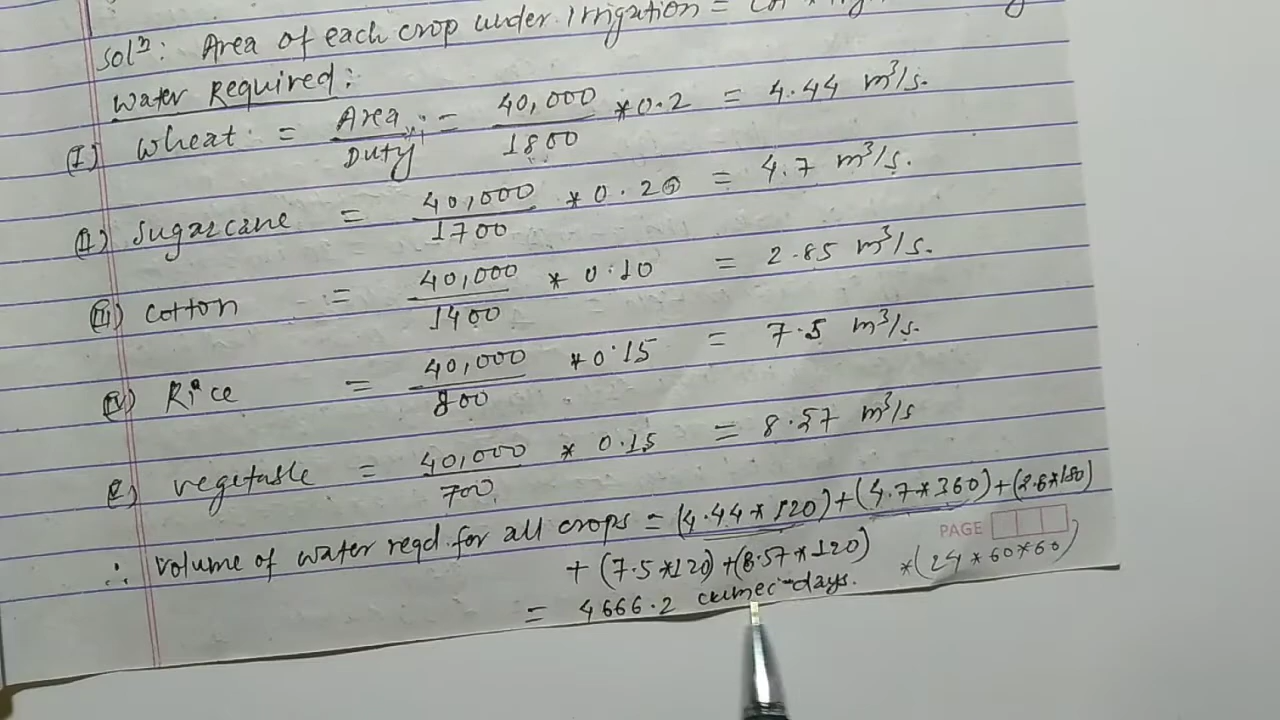 Solⁿ: Area of each crop under Irrigation =
Water Required:
(I) Wheat = Area/Duty = 40,000/1800 * 0.2 = 4.44 m³/s.
(II) Sugarcane = 40,000/1700 * 0.20 = 4.7 m³/s.
(III) Cotton = 40,000/1400 * 0.10 = 2.85 m³/s.
(IV) Rice = 40,000/800 * 0.15 = 7.5 m³/s.
(V) vegetable = 40,000/700 * 0.15 = 8.57 m³/s
∴ Volume of water reqd. for all crops = (4.44 * 120) + (4.7 * 360) + (2.8 * 180)
PAGE
+ (7.5 * 120) + (8.57 * 120) * (24 * 60 * 60)
= 4666.2 cumec-days.